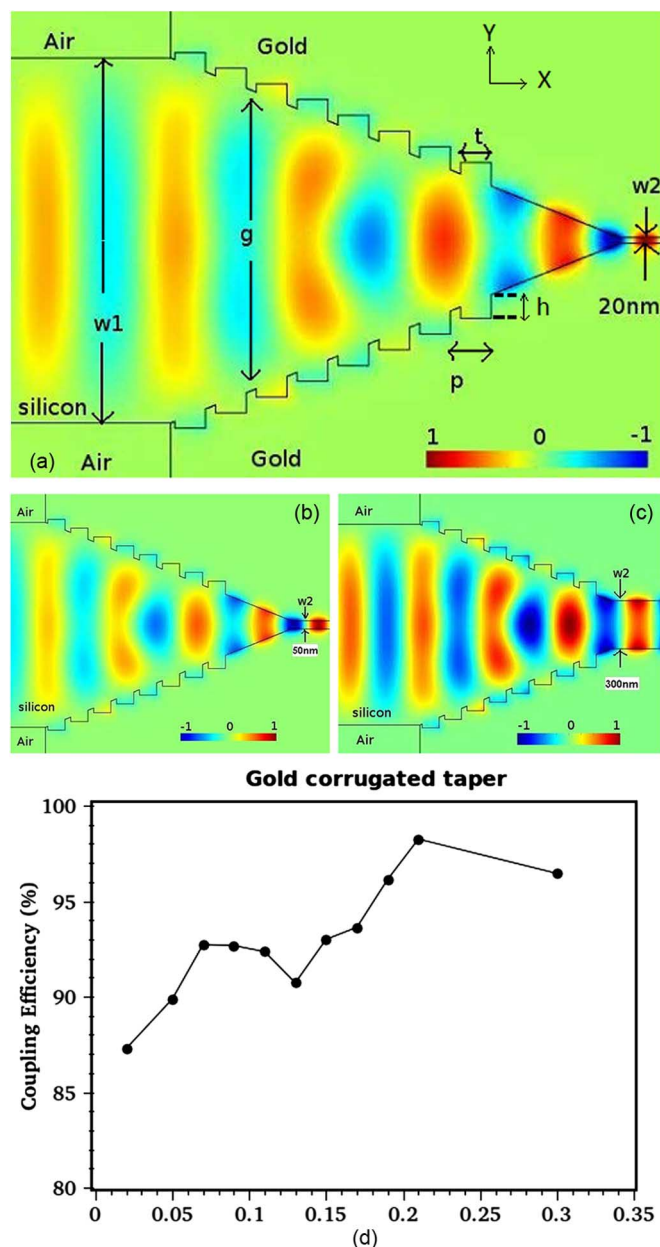 Air
Gold
Y
X
t
w2
g
w1
h
20nm
p
silicon
1 0 -1
(a)
Air
Gold
Air
(b)
w2
50nm
silicon
-1 0 1
Air
Air
(c)
w2
300nm
silicon
-1 0 1
Air
Gold corrugated taper
Coupling Efficiency (%)
100
95
90
85
80
0 0.05 0.1 0.15 0.2 0.25 0.3 0.35
(d)